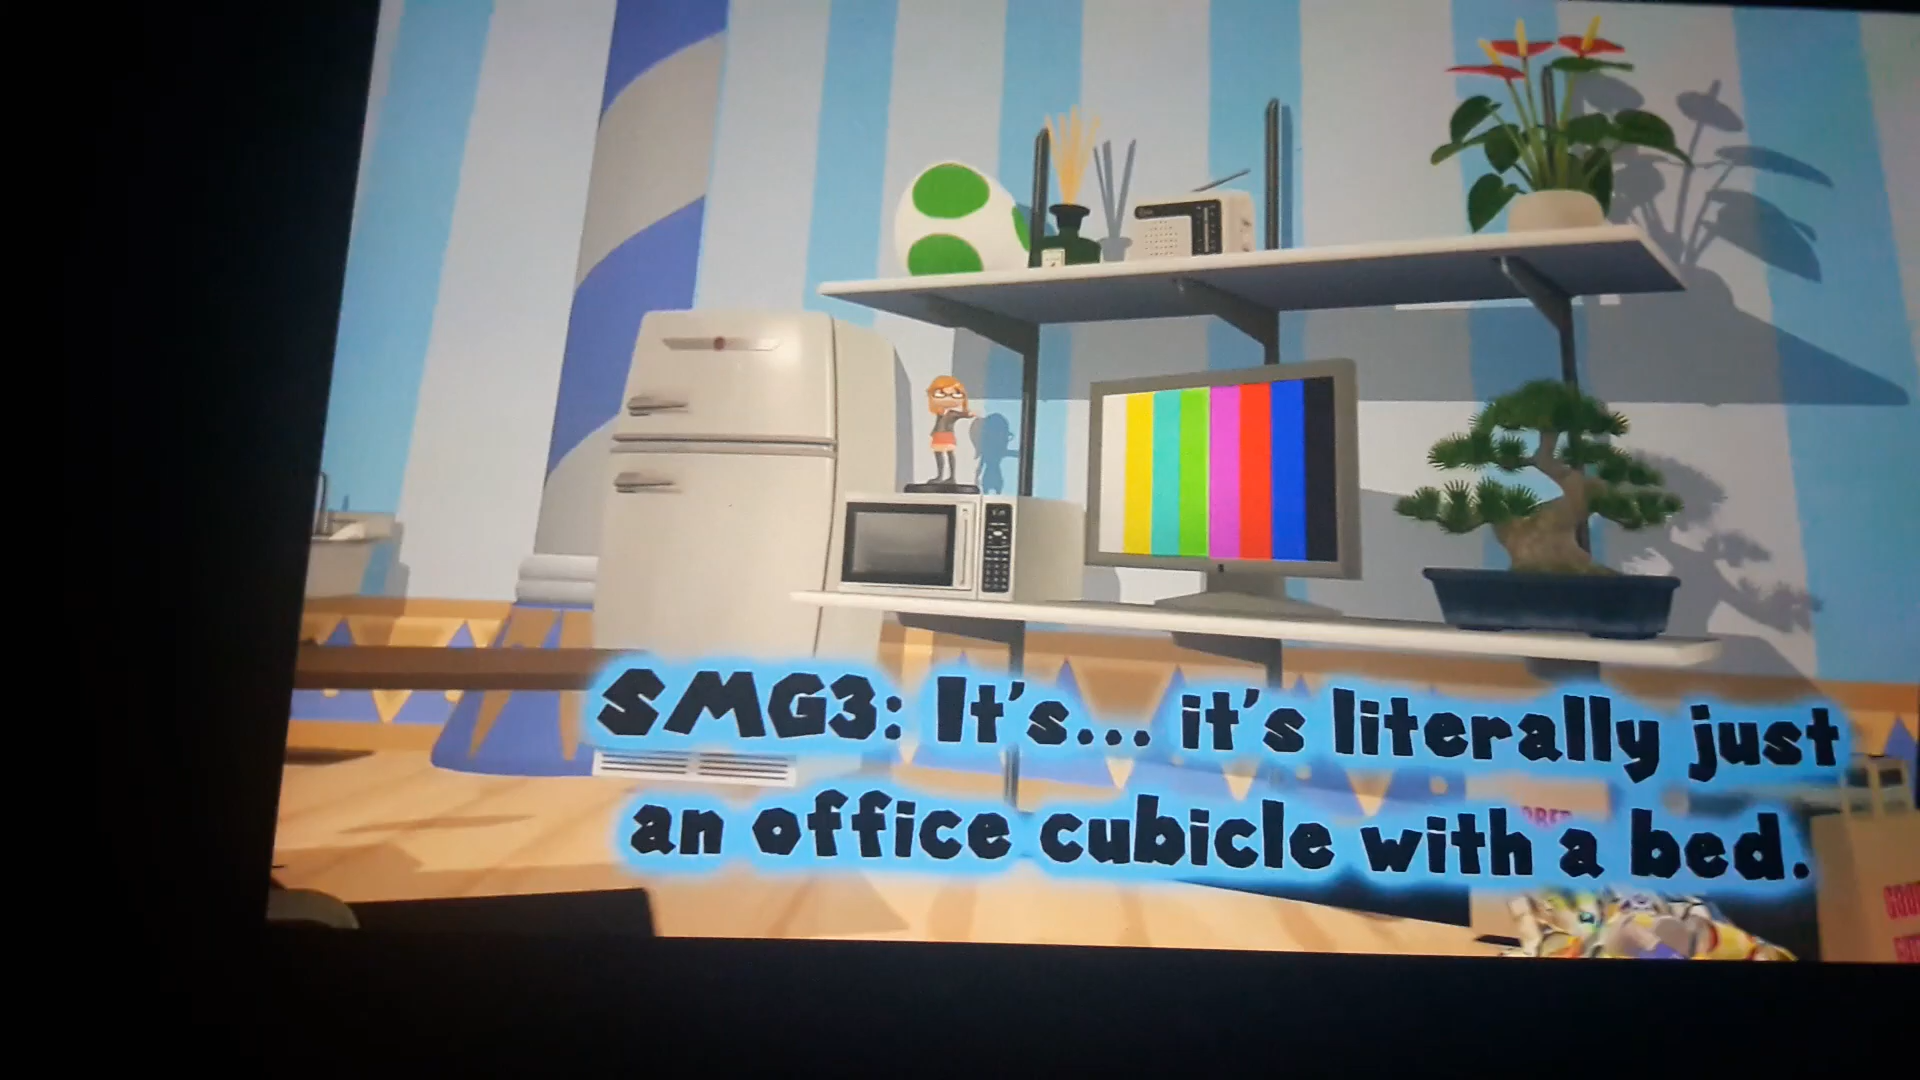 SMG3: It's... it's literally just
an office cubicle with a bed.